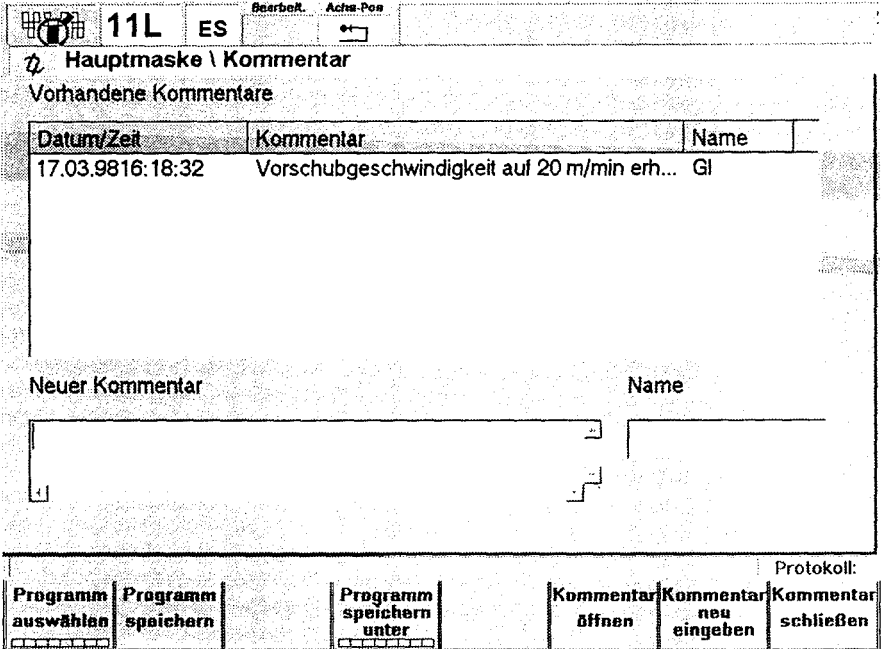 Bearbeit. Achs-Pos
11L ES
Hauptmaske \ Kommentar
Vorhandene Kommentare
Datum/Zeit Kommentar Name
17.03.9816:18:32 Vorschubgeschwindigkeit auf 20 m/min erh... GI
Neuer Kommentar Name
Protokoll:
Programm auswählen
Programm speichern
Programm speichern unter
Kommentar öffnen
Kommentar neu eingeben
Kommentar schließen